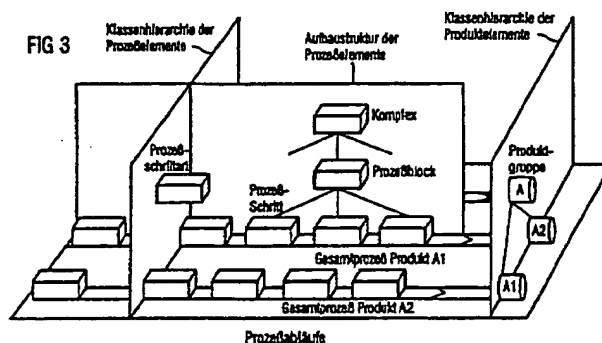 FIG 3
Klassenhierarchie der
Prozeßelemente
Aufbaustruktur der
Prozeßelemente
Klassenhierarchie der
Produktelemente
Komplex
Prozeß-
schrittart
Prozeßblock
Prozeß-
Schritt
Produkt-
gruppe
A
A2
A1
Gesamtprozeß Produkt A1
Gesamtprozeß Produkt A2
Prozeßabläufe